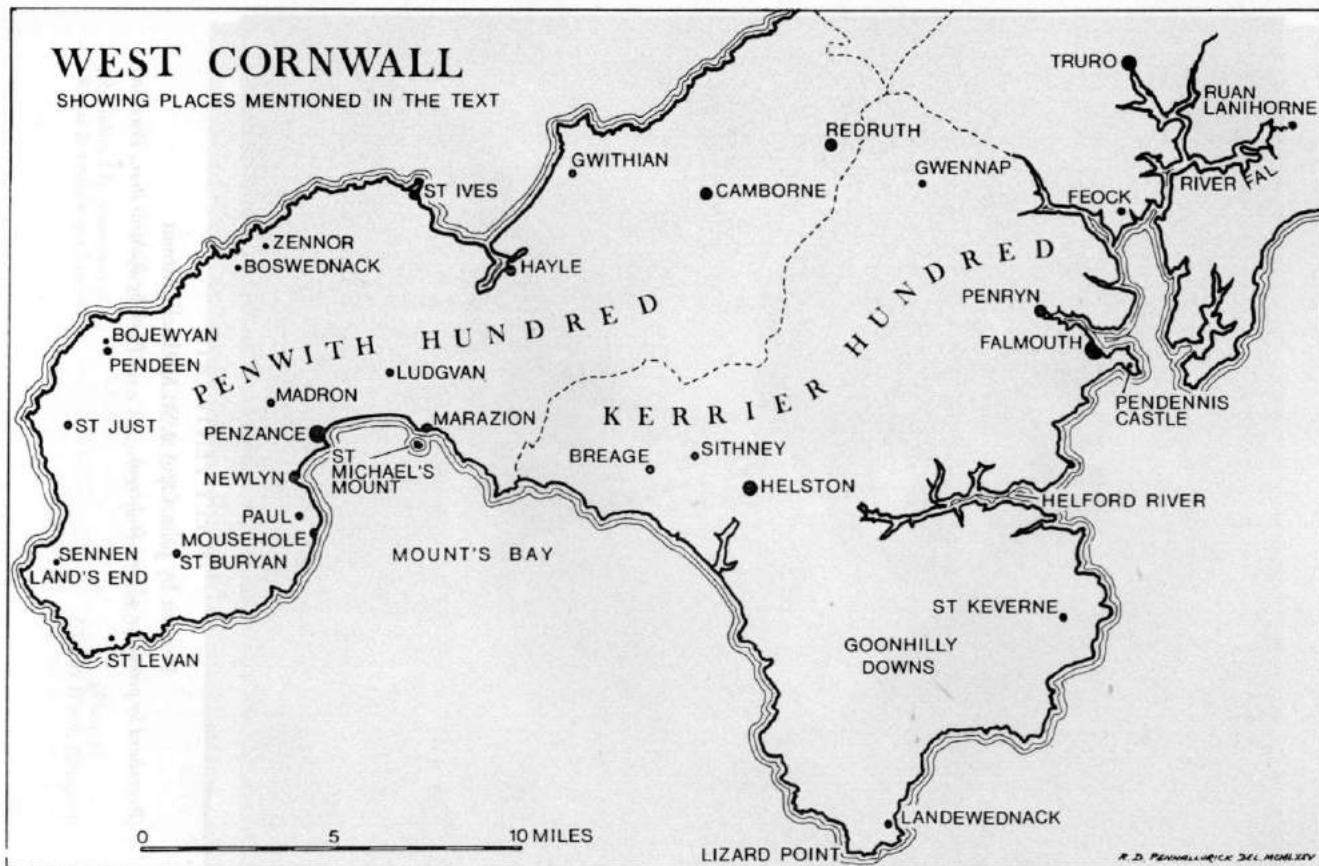 WEST CORNWALL
SHOWING PLACES MENTIONED IN THE TEXT
TRURO
RUAN
LANIHORNE
REDRUTH
GWITHIAN
GWENNAP
ST IVES
CAMBORNE
FEOCK
RIVER FAL
ZENNOR
BOSWEDNACK
HAYLE
PENWITH HUNDRED
KERRIER HUNDRED
PENRYN
BOJEWYAN
PENDEEN
FALMOUTH
LUDGVAN
MADRON
PENDENNIS
CASTLE
ST JUST
PENZANCE
MARAZION
ST
MICHAEL'S
MOUNT
BREAGE
SITHNEY
NEWLYN
HELSTON
HELFORD RIVER
PAUL
MOUSEHOLE
MOUNT'S BAY
SENNEN
LAND'S END
ST BURYAN
ST KEVERNE
GOONHILLY
DOWNS
ST LEVAN
LANDEWEDNACK
0 5 10 MILES
LIZARD POINT
R. D. PENHALLURICK DEL. MCMLXXV